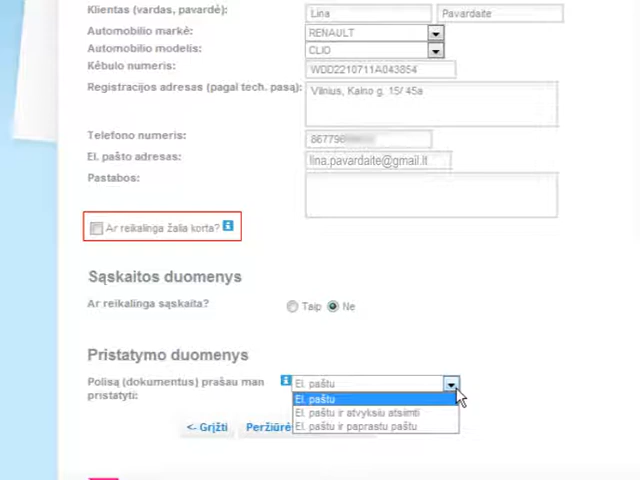 Klientas (vardas, pavardė): Lina Pavardaite
Automobilio markė: RENAULT
Automobilio modelis: CLIO
Kėbulo numeris: WDD2210711A043854
Registracijos adresas (pagal tech. pasą): Vilnius, Kaino g. 15/ 45a
Telefono numeris: 867796
El. pašto adresas: lina.pavardaite@gmail.lt
Pastabos:
Ar reikalinga žalia korta?
Sąskaitos duomenys
Ar reikalinga sąskaita? Taip Ne
Pristatymo duomenys
Polisą (dokumentus) prašau man El. paštu
pristatyti:
El. paštu
El. paštu ir atvyksiu atsiimti
El. paštu ir paprastu paštu
<- Grįžti